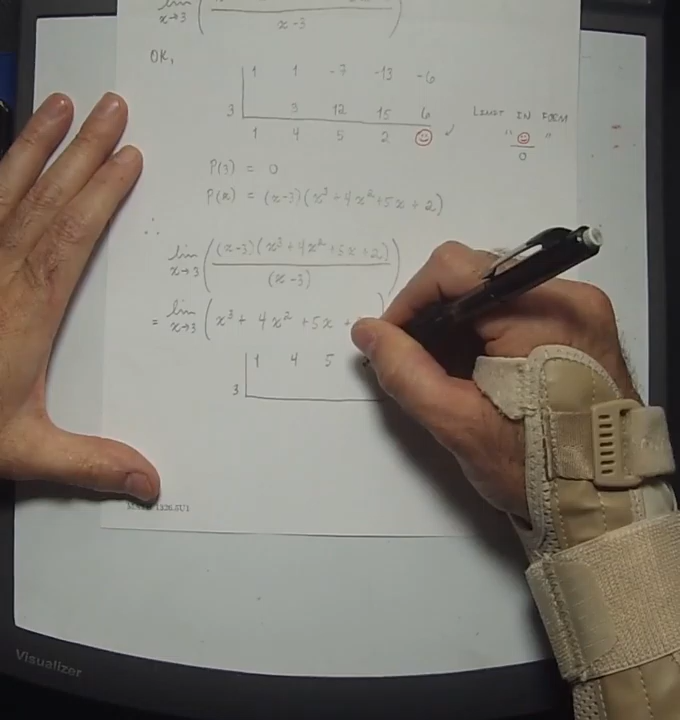 lim
x→3
x-3
OK,
1 1 -7 -13 -6
3 3 12 15 6
1 4 5 2 ☺ ✓
LIMIT IN FORM
" ☺ "
0
P(3) = 0
P(x) = (x-3)(x³+4x²+5x+2)
∴
lim ( (x-3)(x³+4x²+5x+2) )
x→3 (x-3)
= lim ( x³ + 4x² +5x + )
x→3
1 4 5
3
Visualizer